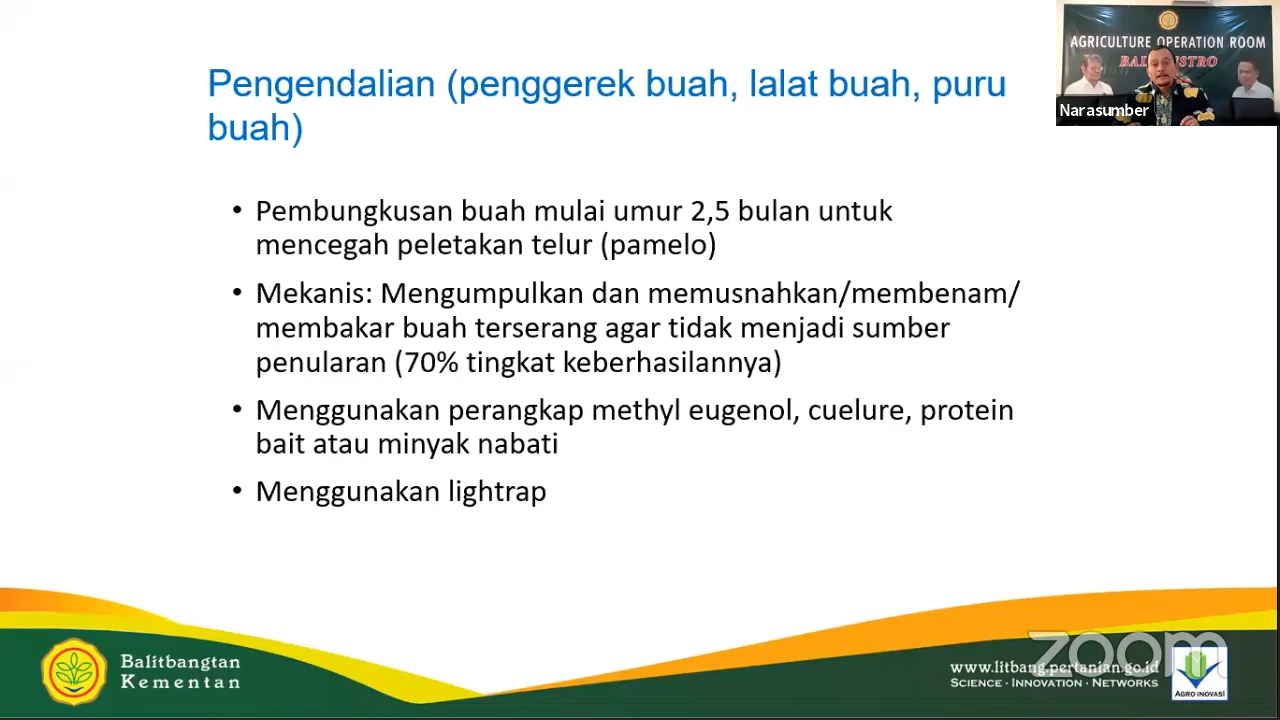 Pengendalian (penggerek buah, lalat buah, puru
buah)
• Pembungkusan buah mulai umur 2,5 bulan untuk
mencegah peletakan telur (pamelo)
• Mekanis: Mengumpulkan dan memusnahkan/membenam/
membakar buah terserang agar tidak menjadi sumber
penularan (70% tingkat keberhasilannya)
• Menggunakan perangkap methyl eugenol, cuelure, protein
bait atau minyak nabati
• Menggunakan lightrap
AGRICULTURE OPERATION ROOM
Narasumber
Balitbangtan
Kementan
zoom
www.litbang.pertanian.go.id
SCIENCE · INNOVATION · NETWORKS
AGRO INOVASI